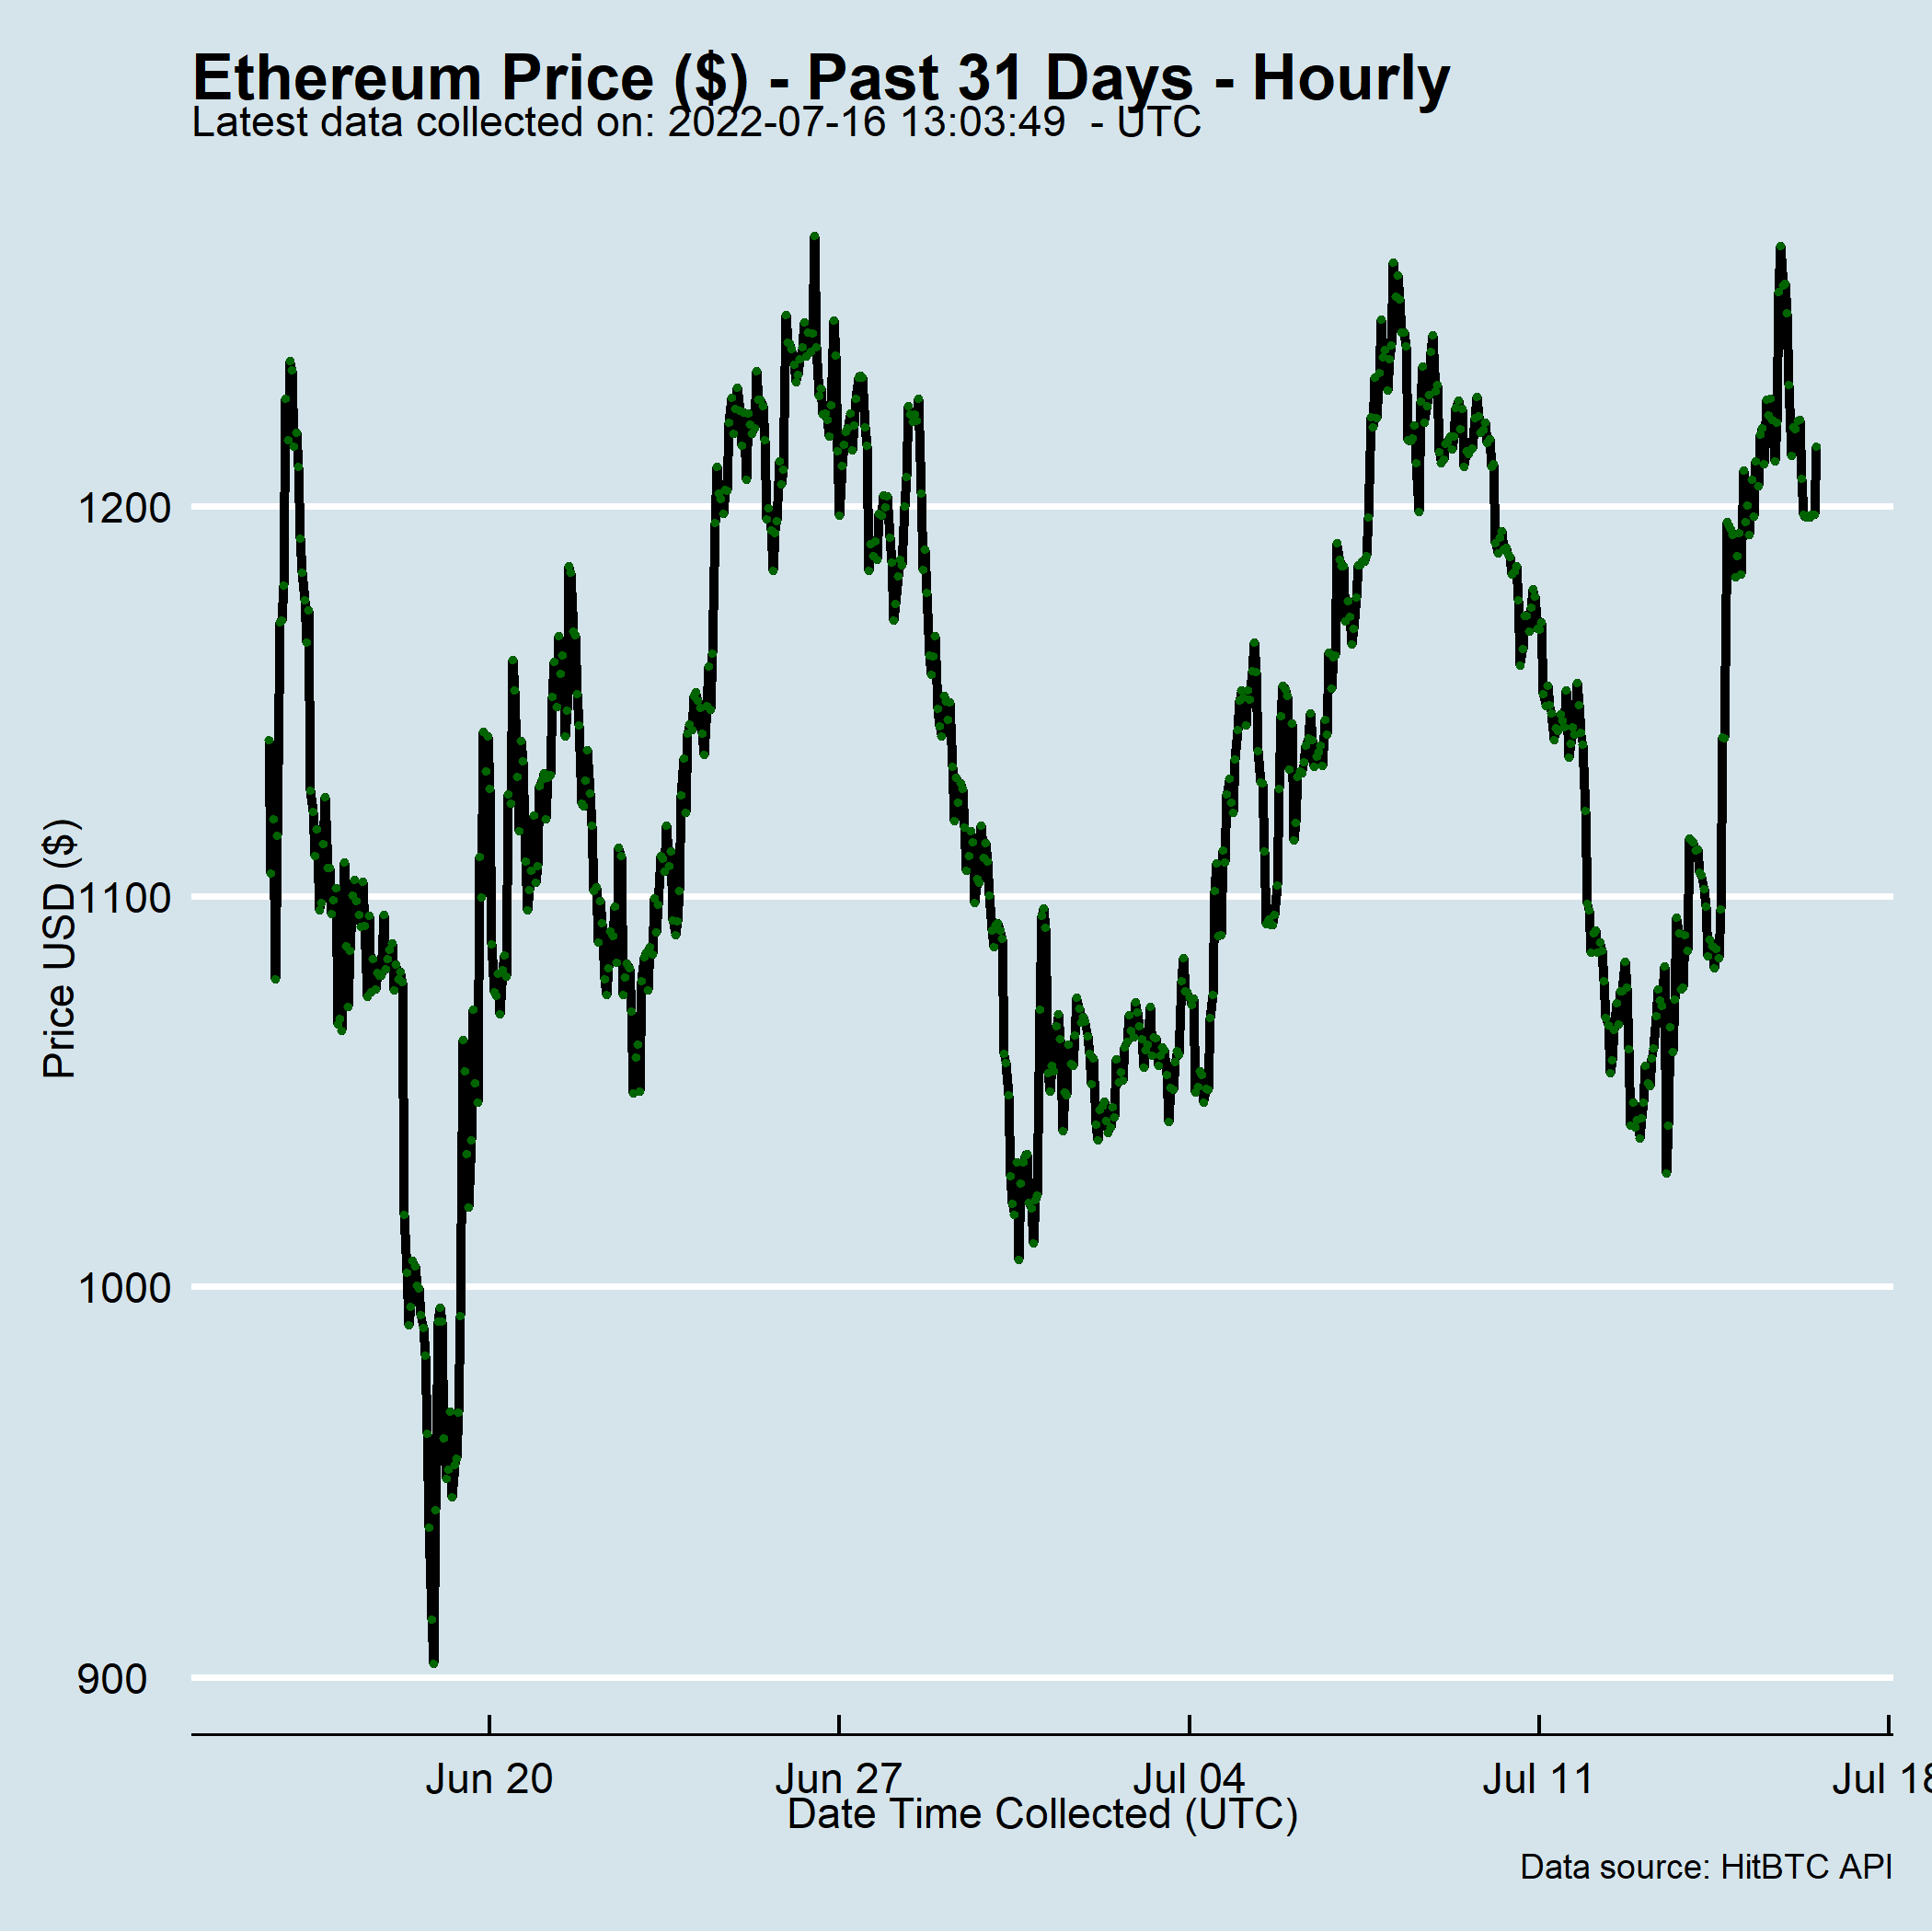 Ethereum Price ($) - Past 31 Days - Hourly
Latest data collected on: 2022-07-16 13:03:49  - UTC
Price USD ($)
1200
1100
1000
900
Jun 20
Jun 27
Jul 04
Jul 11
Jul 18
Date Time Collected (UTC)
Data source: HitBTC API